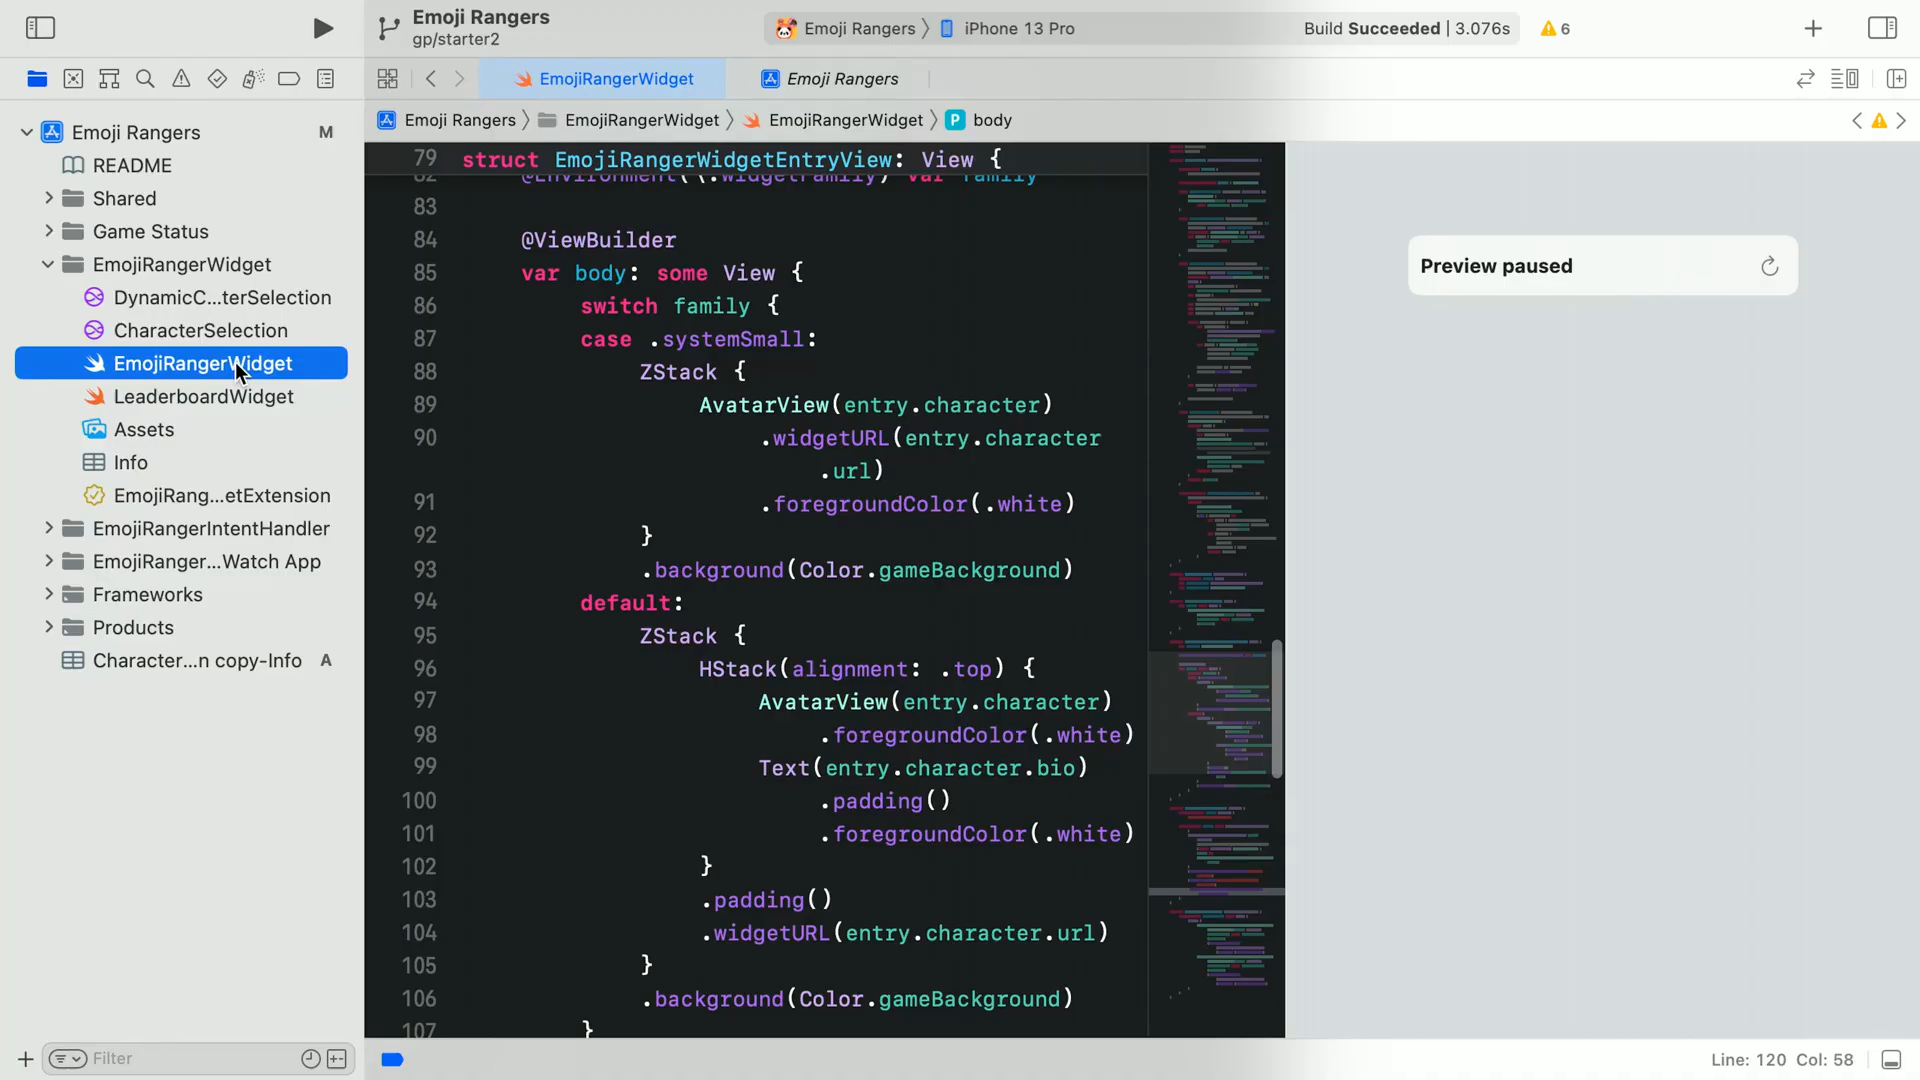 Emoji Rangers
gp/starter2
Emoji Rangers
iPhone 13 Pro
Build Succeeded | 3.076s
6
EmojiRangerWidget
Emoji Rangers
Emoji Rangers
EmojiRangerWidget
EmojiRangerWidget
P
body
Emoji Rangers
M
README
Shared
Game Status
EmojiRangerWidget
DynamicC...terSelection
CharacterSelection
EmojiRangerWidget
LeaderboardWidget
Assets
Info
EmojiRang...etExtension
EmojiRangerIntentHandler
EmojiRanger...Watch App
Frameworks
Products
Character...n copy-Info
A
Filter
79 struct EmojiRangerWidgetEntryView: View {
82 @Environment(\.widgetFamily) var family
83
84 @ViewBuilder
85 var body: some View {
86 switch family {
87 case .systemSmall:
88 ZStack {
89 AvatarView(entry.character)
90 .widgetURL(entry.character
.url)
91 .foregroundColor(.white)
92 }
93 .background(Color.gameBackground)
94 default:
95 ZStack {
96 HStack(alignment: .top) {
97 AvatarView(entry.character)
98 .foregroundColor(.white)
99 Text(entry.character.bio)
100 .padding()
101 .foregroundColor(.white)
102 }
103 .padding()
104 .widgetURL(entry.character.url)
105 }
106 .background(Color.gameBackground)
107 }
Preview paused
Line: 120 Col: 58